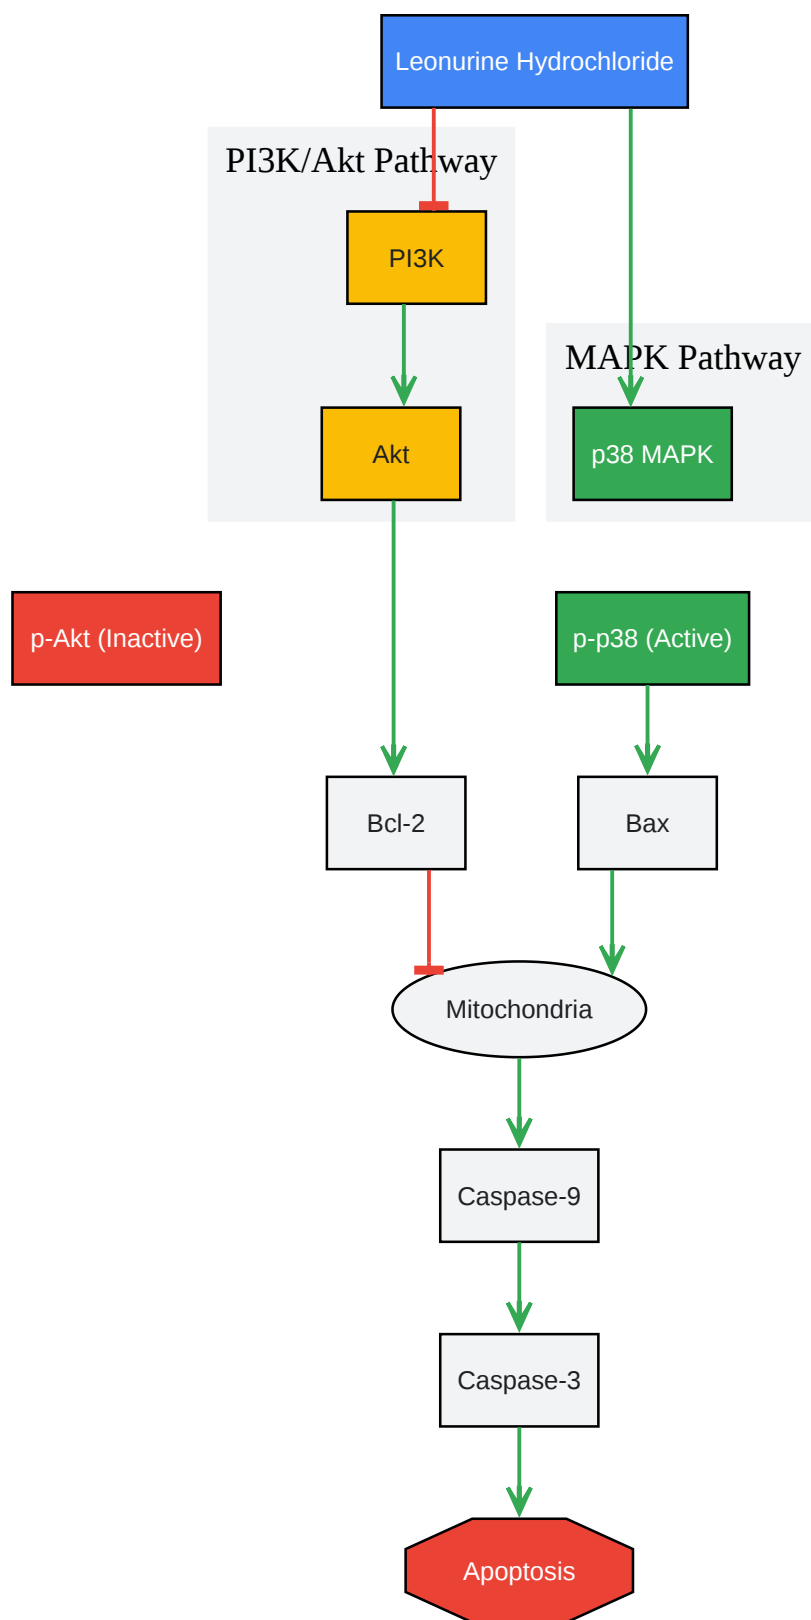 Leonurine Hydrochloride
PI3K/Akt Pathway
PI3K
MAPK Pathway
Akt
p38 MAPK
p-Akt (Inactive)
p-p38 (Active)
Bcl-2
Bax
Mitochondria
Caspase-9
Caspase-3
Apoptosis